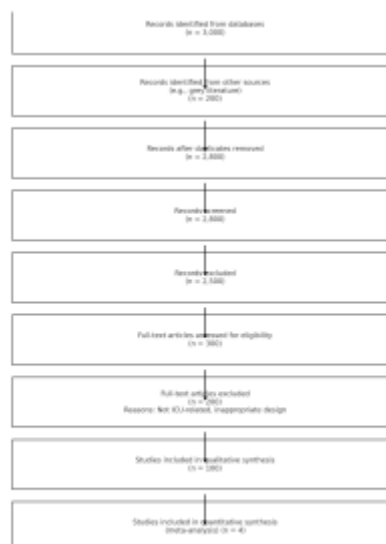 Records identified from databases
(n = 3,000)
Records identified from other sources
(e.g., grey literature)
(n = 200)
Records after duplicates removed
(n = 2,800)
Records screened
(n = 2,800)
Records excluded
(n = 2,500)
Full-text articles assessed for eligibility
(n = 300)
Full-text articles excluded
(n = 200)
Reasons: Not ICU-related, inappropriate design
Studies included in qualitative synthesis
(n = 100)
Studies included in quantitative synthesis
(meta-analysis) (n = 4)